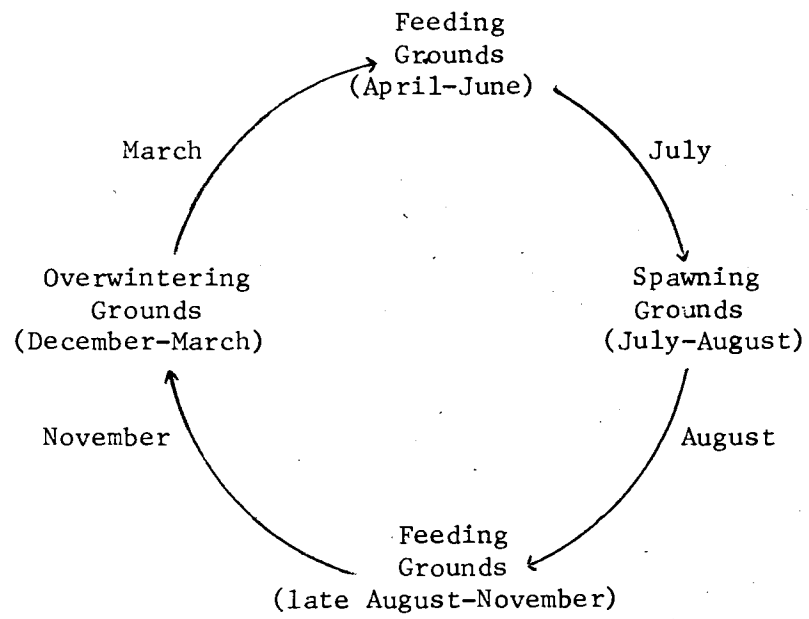 Feeding
Grounds
(April-June)
March
July
Overwintering
Grounds
(December-March)
Spawning
Grounds
(July-August)
November
August
Feeding
Grounds
(late August-November)